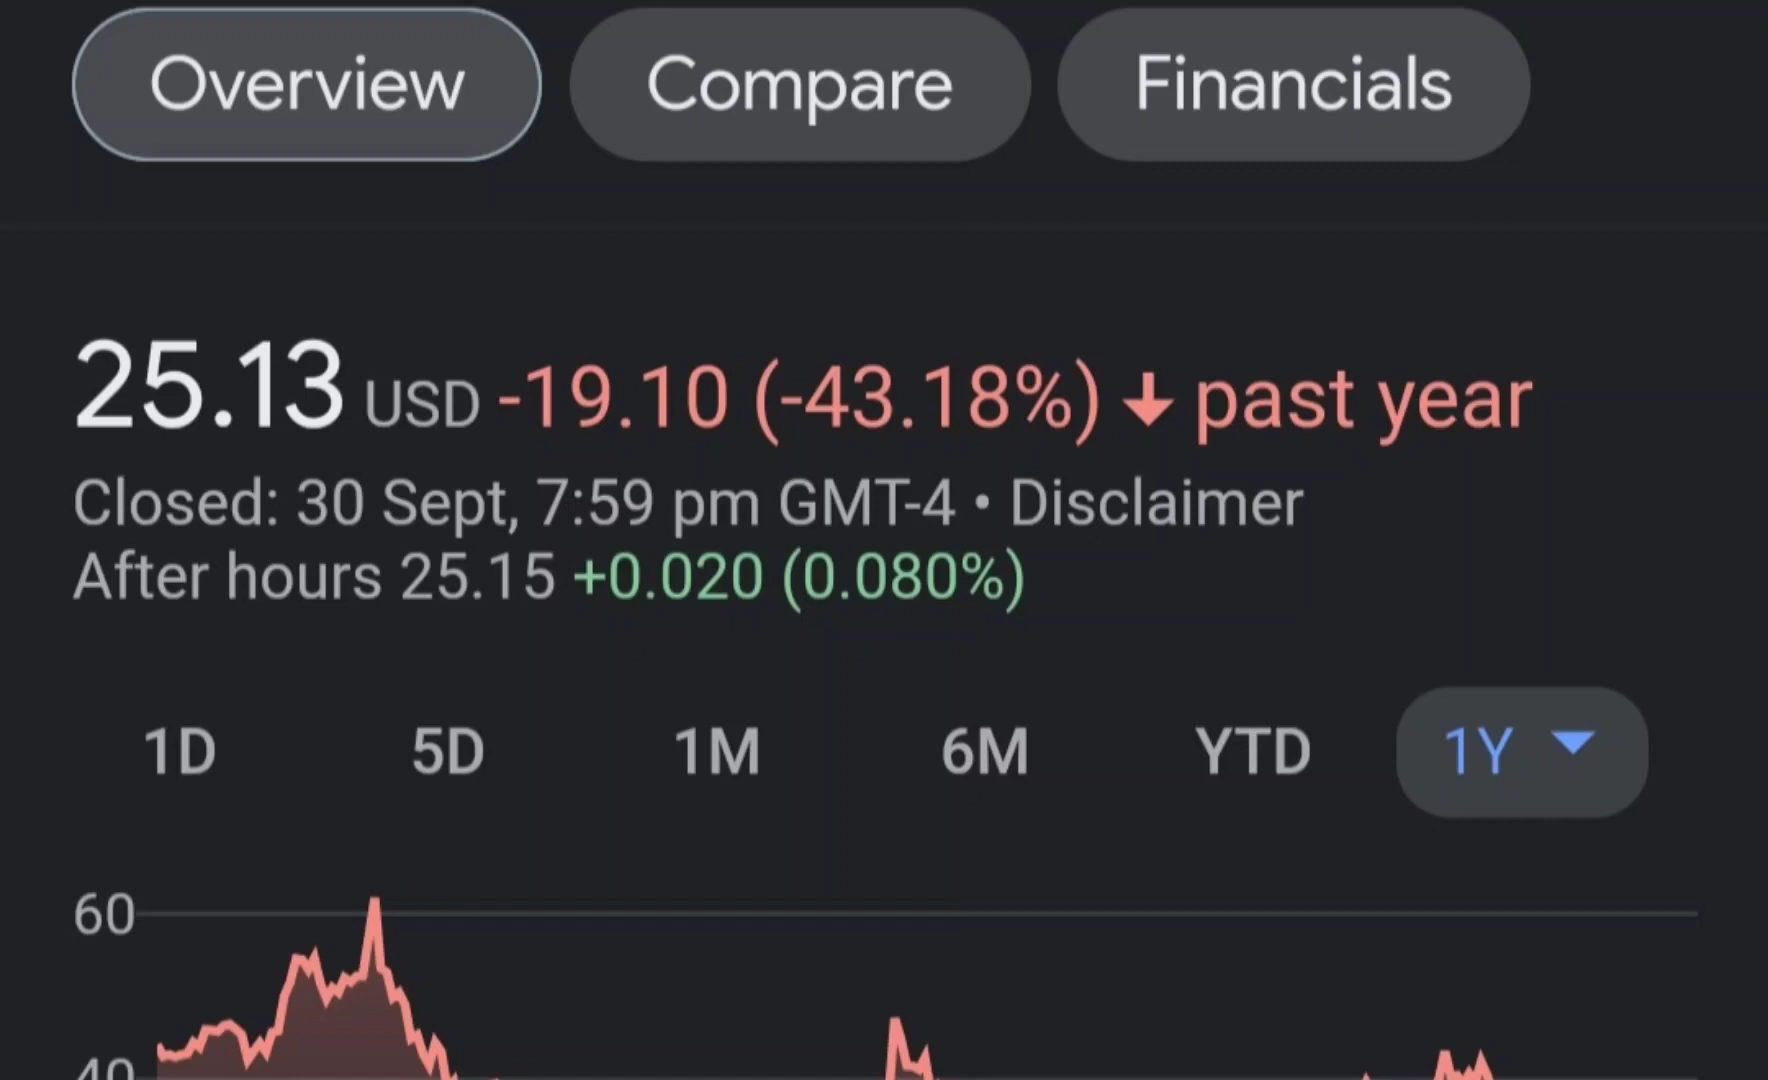 Overview Compare Financials
25.13 USD -19.10 (-43.18%) ↓ past year
Closed: 30 Sept, 7:59 pm GMT-4 • Disclaimer
After hours 25.15 +0.020 (0.080%)
1D 5D 1M 6M YTD 1Y
60
40